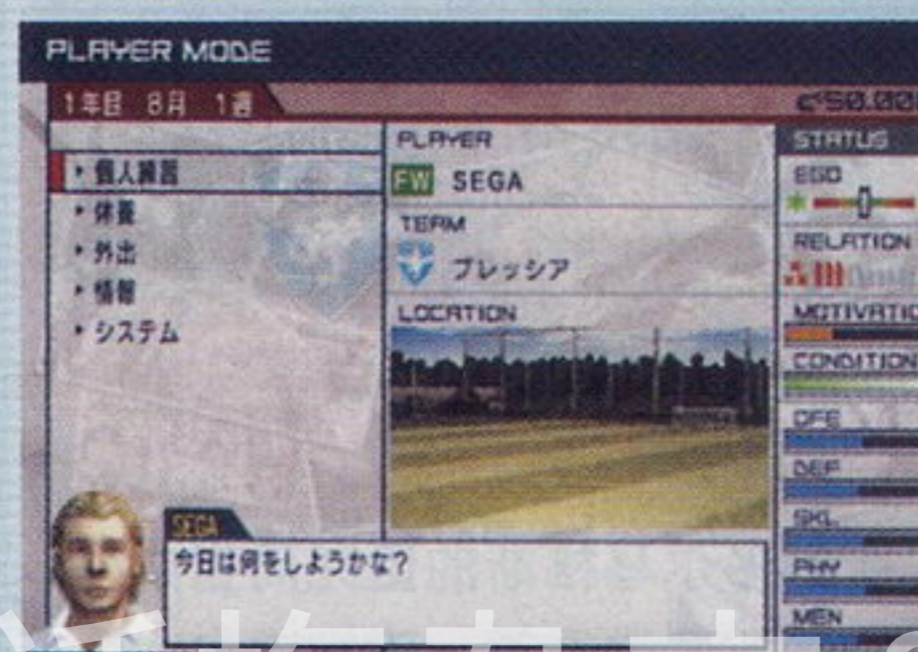 PLAYER MODE
1年目 8月 1週
個人練習
休養
外出
情報
システム
PLAYER
FW SEGA
TEAM
ブレッシア
LOCATION
STATUS
EGO
RELATION
MOTIVATIO
CONDITION
OFE
DEF
SKL
PHY
MEN
SEGA
今日は何をしようかな?